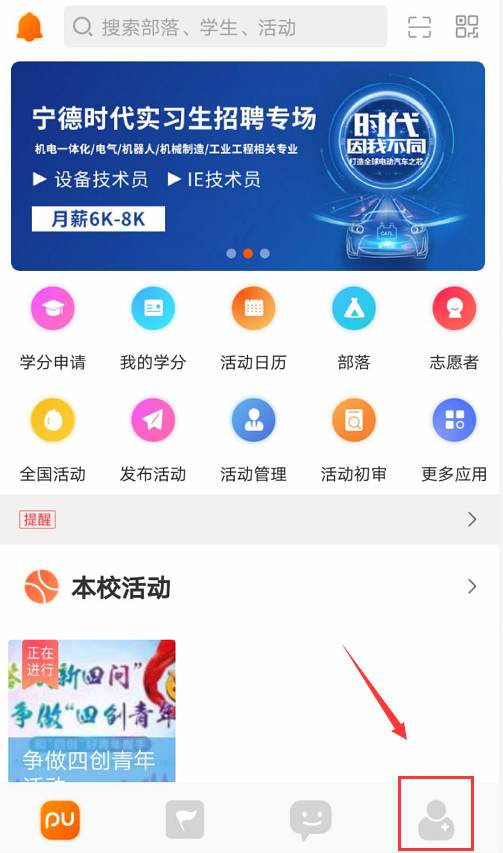 搜索部落、学生、活动
宁德时代实习生招聘专场
机电一体化/电气/机器人/机械制造/工业工程相关专业
▶ 设备技术员 ▶ IE技术员
月薪6K-8K
时代
因我不同
打造全球电动汽车之芯
CATL
学分申请 我的学分 活动日历 部落 志愿者
全国活动 发布活动 活动管理 活动初审 更多应用
提醒
本校活动
正在
进行
新四问”
争做“四创青年
争做四创青年
活动
pu